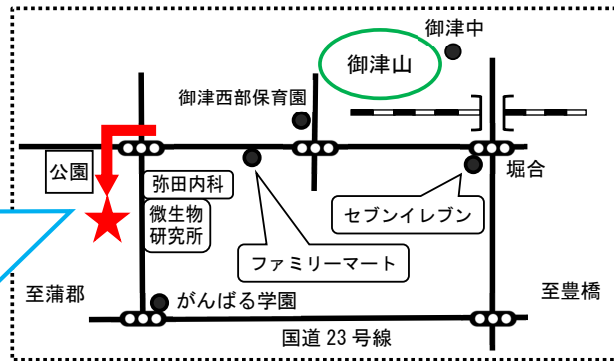 御津中
御津山
御津西部保育園
公園
弥田内科
堀合
微生物
研究所
セブンイレブン
ファミリーマート
至蒲郡
がんばる学園
至豊橋
国道 23 号線